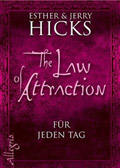 ESTHER & JERRY
HICKS
The Law
of Attraction
FÜR
JEDEN TAG
Allegria